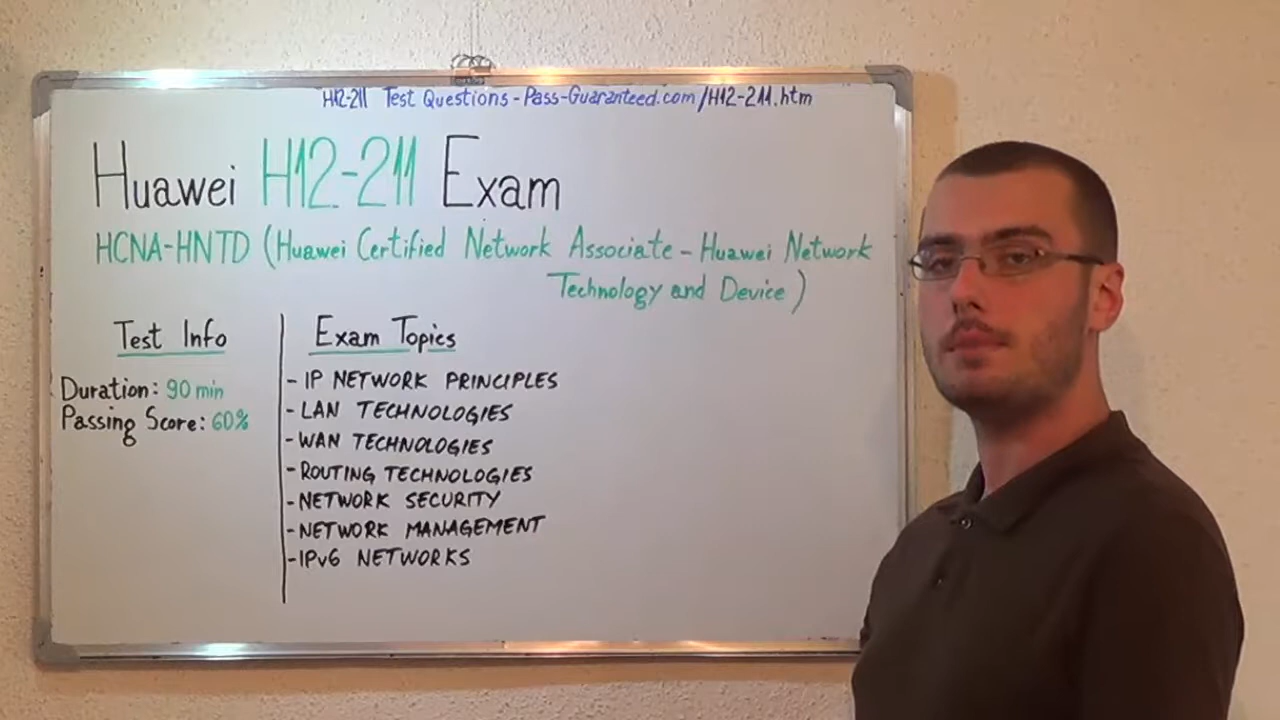 H12-211 Test Questions - Pass-Guaranteed.com/H12-211.htm
Huawei H12-211 Exam
HCNA-HNTD (Huawei Certified Network Associate - Huawei Network
Technology and Device)
Test Info
Duration: 90 min
Passing Score: 60%
Exam Topics
- IP NETWORK PRINCIPLES
- LAN TECHNOLOGIES
- WAN TECHNOLOGIES
- ROUTING TECHNOLOGIES
- NETWORK SECURITY
- NETWORK MANAGEMENT
- IPv6 NETWORKS